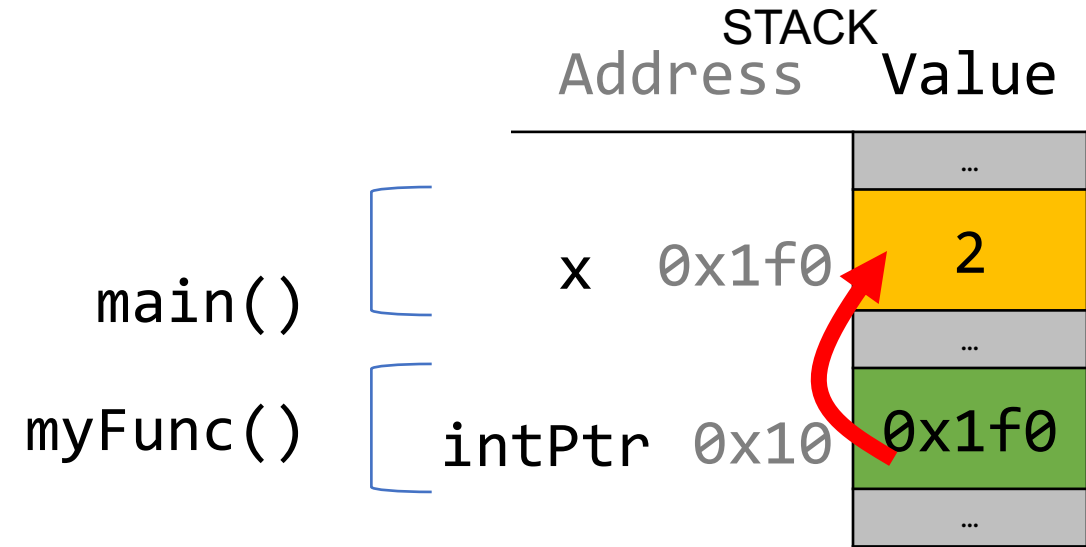 STACK
Address Value
…
x 0x1f0 2
main()
…
myFunc() intPtr 0x10 0x1f0
…